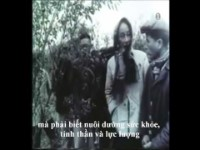 mà phải biết nuôi dưỡng sức khỏe,
tinh thần và lực lượng